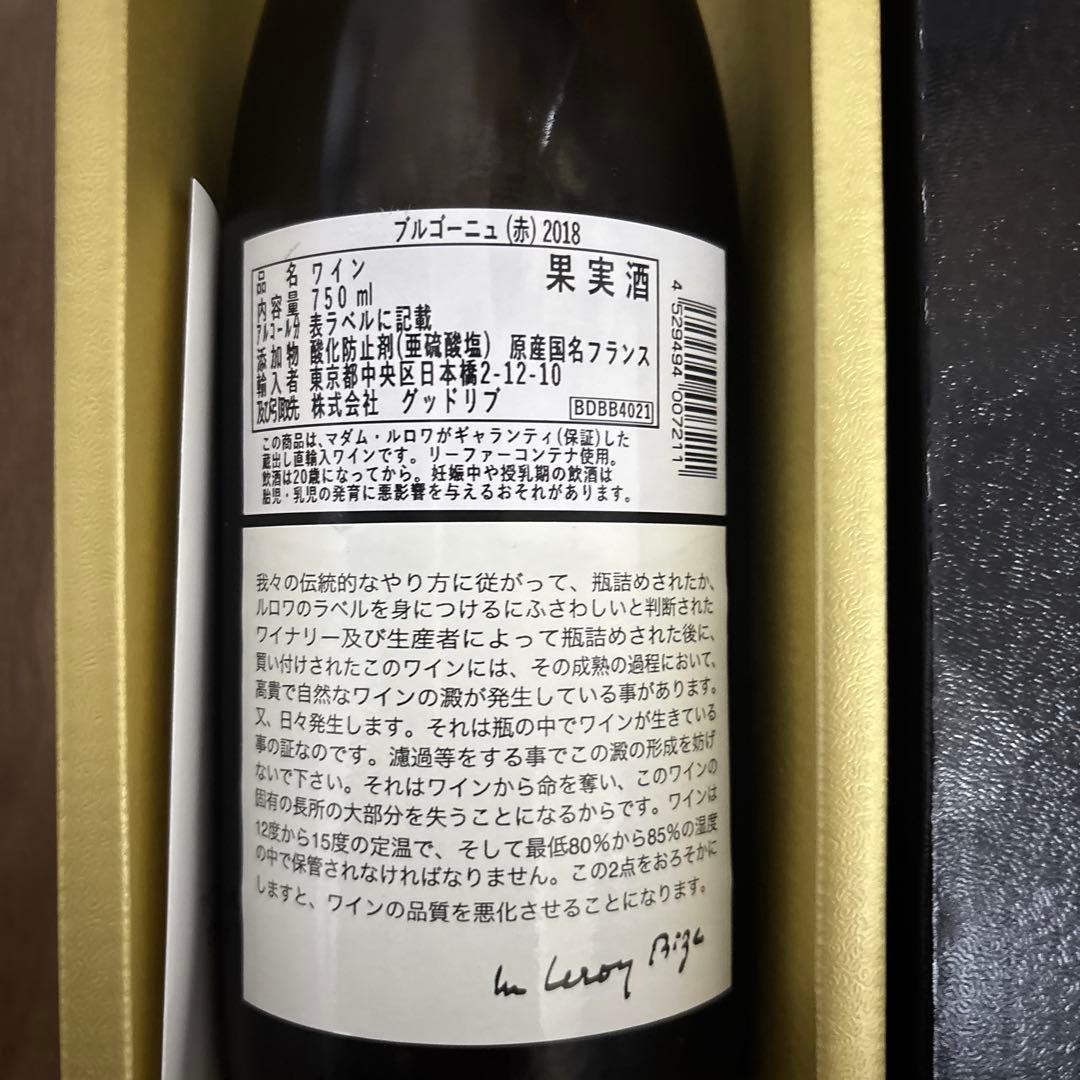 ブルゴーニュ (赤) 2018
果実酒
品名 ワイン
内容量 750 ml
アルコール分 表ラベルに記載
添加物 酸化防止剤(亜硫酸塩) 原産国名フランス
輸入者 東京都中央区日本橋2-12-10
及び引取先 株式会社 グッドリブ
BDBB4021
この商品は、マダム・ルロワがギャランティ(保証)した
蔵出し直輸入ワインです。リーファーコンテナ使用。
飲酒は20歳になってから。妊娠中や授乳期の飲酒は
胎児・乳児の発育に悪影響を与えるおそれがあります。
4 529494 007211
我々の伝統的なやり方に従がって、瓶詰めされたか、
ルロワのラベルを身につけるにふさわしいと判断された
ワイナリー及び生産者によって瓶詰めされた後に、
買い付けされたこのワインには、その成熟の過程において、
高貴で自然なワインの澱が発生している事があります。
又、日々発生します。それは瓶の中でワインが生きている
事の証なのです。濾過等をする事でこの澱の形成を妨げ
ないで下さい。それはワインから命を奪い、このワインの
固有の長所の大部分を失うことになるからです。ワインは
12度から15度の定温で、そして最低80%から85%の湿度
の中で保管されなければなりません。この2点をおろそかに
しますと、ワインの品質を悪化させることになります。
Leroy Bize